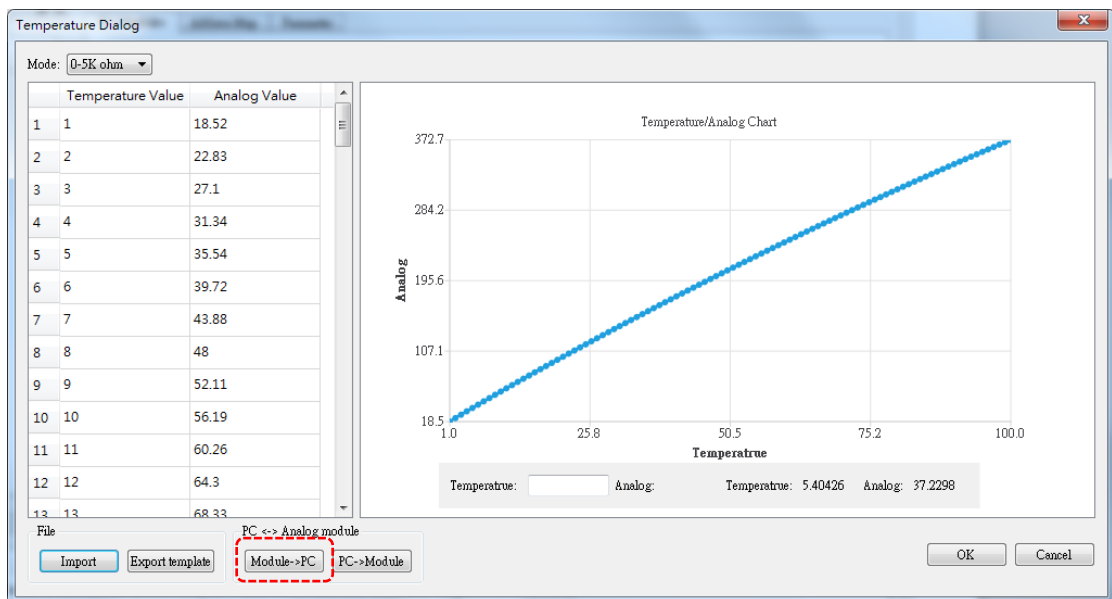 Temperature Dialog
Mode: 0-5K ohm
Temperature Value Analog Value
1 1 18.52
2 2 22.83
3 3 27.1
4 4 31.34
5 5 35.54
6 6 39.72
7 7 43.88
8 8 48
9 9 52.11
10 10 56.19
11 11 60.26
12 12 64.3
13 13 68.33
Temperature/Analog Chart
372.7
284.2
195.6
107.1
18.5
Analog
1.0 25.8 50.5 75.2 100.0
Temperatrue
Temperatrue: Analog: Temperatrue: 5.40426 Analog: 37.2298
File
Import Export template
PC <-> Analog module
Module->PC PC->Module
OK Cancel